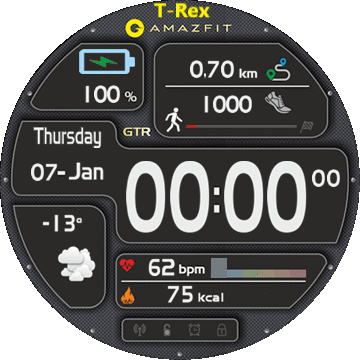 T-Rex
AMAZFIT
100 %
0.70 km
1000
Thursday
GTR
07-Jan
00:00 00
-13°
62 bpm
75 kcal